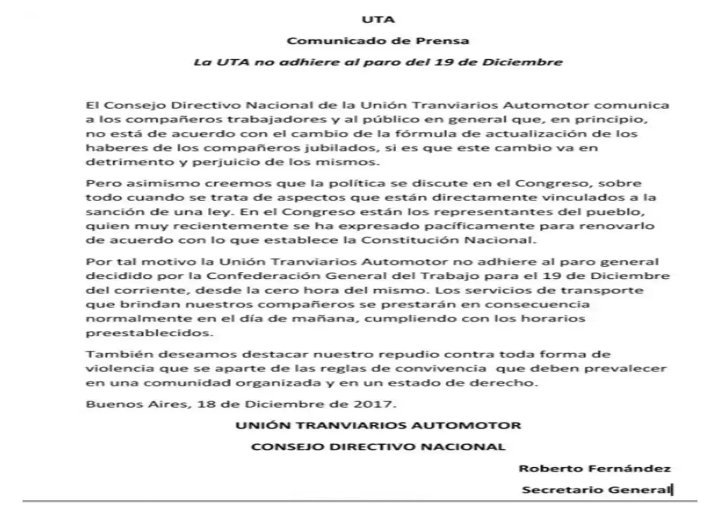 UTA
Comunicado de Prensa
La UTA no adhiere al paro del 19 de Diciembre
El Consejo Directivo Nacional de la Unión Tranviarios Automotor comunica
a los compañeros trabajadores y al público en general que, en principio,
no está de acuerdo con el cambio de la fórmula de actualización de los
haberes de los compañeros jubilados, si es que este cambio va en
detrimento y perjuicio de los mismos.
Pero asimismo creemos que la política se discute en el Congreso, sobre
todo cuando se trata de aspectos que están directamente vinculados a la
sanción de una ley. En el Congreso están los representantes del pueblo,
quien muy recientemente se ha expresado pacíficamente para renovarlo
de acuerdo con lo que establece la Constitución Nacional.
Por tal motivo la Unión Tranviarios Automotor no adhiere al paro general
decidido por la Confederación General del Trabajo para el 19 de Diciembre
del corriente, desde la cero hora del mismo. Los servicios de transporte
que brindan nuestros compañeros se prestarán en consecuencia
normalmente en el día de mañana, cumpliendo con los horarios
preestablecidos.
También deseamos destacar nuestro repudio contra toda forma de
violencia que se aparte de las reglas de convivencia que deben prevalecer
en una comunidad organizada y en un estado de derecho.
Buenos Aires, 18 de Diciembre de 2017.
UNIÓN TRANVIARIOS AUTOMOTOR
CONSEJO DIRECTIVO NACIONAL
Roberto Fernández
Secretario General